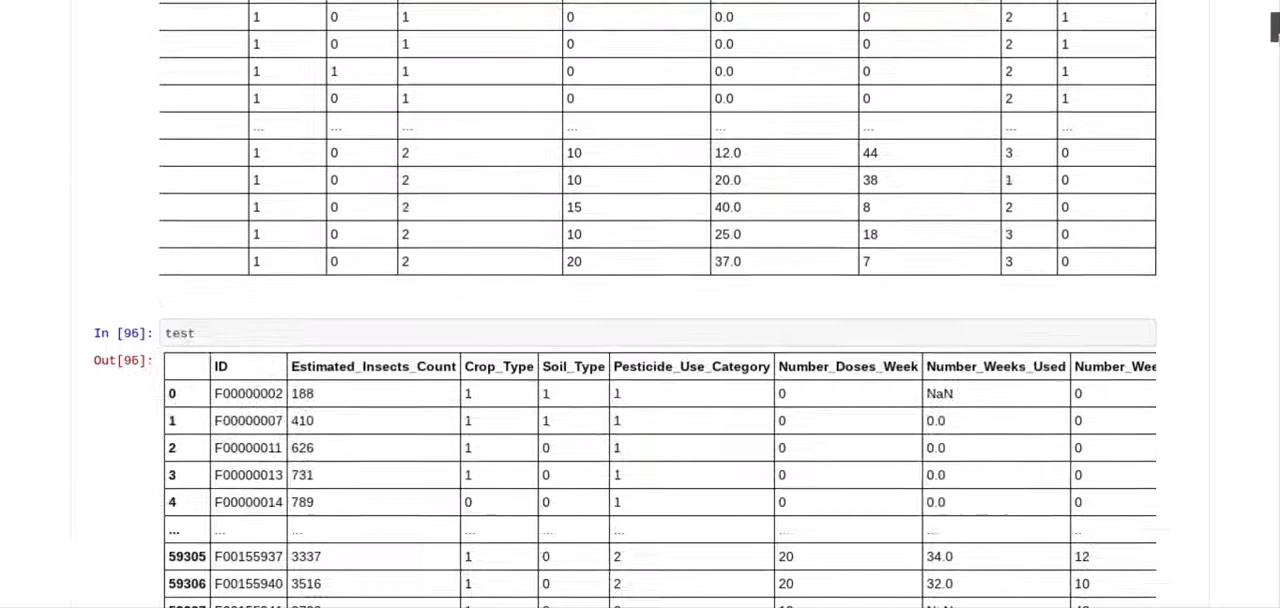 1 0 1 0 0.0 0 2 1
1 0 1 0 0.0 0 2 1
1 1 1 0 0.0 0 2 1
1 0 1 0 0.0 0 2 1
... ... ... ... ... ... ... ...
1 0 2 10 12.0 44 3 0
1 0 2 10 20.0 38 1 0
1 0 2 15 40.0 8 2 0
1 0 2 10 25.0 18 3 0
1 0 2 20 37.0 7 3 0
In [96]: test
Out[96]:
ID Estimated_Insects_Count Crop_Type Soil_Type Pesticide_Use_Category Number_Doses_Week Number_Weeks_Used Number_Wee
0 F00000002 188 1 1 1 0 NaN 0
1 F00000007 410 1 1 1 0 0.0 0
2 F00000011 626 1 0 1 0 0.0 0
3 F00000013 731 1 0 1 0 0.0 0
4 F00000014 789 0 0 1 0 0.0 0
... ... ... ... ... ... ... ... ..
59305 F00155937 3337 1 0 2 20 34.0 12
59306 F00155940 3516 1 0 2 20 32.0 10